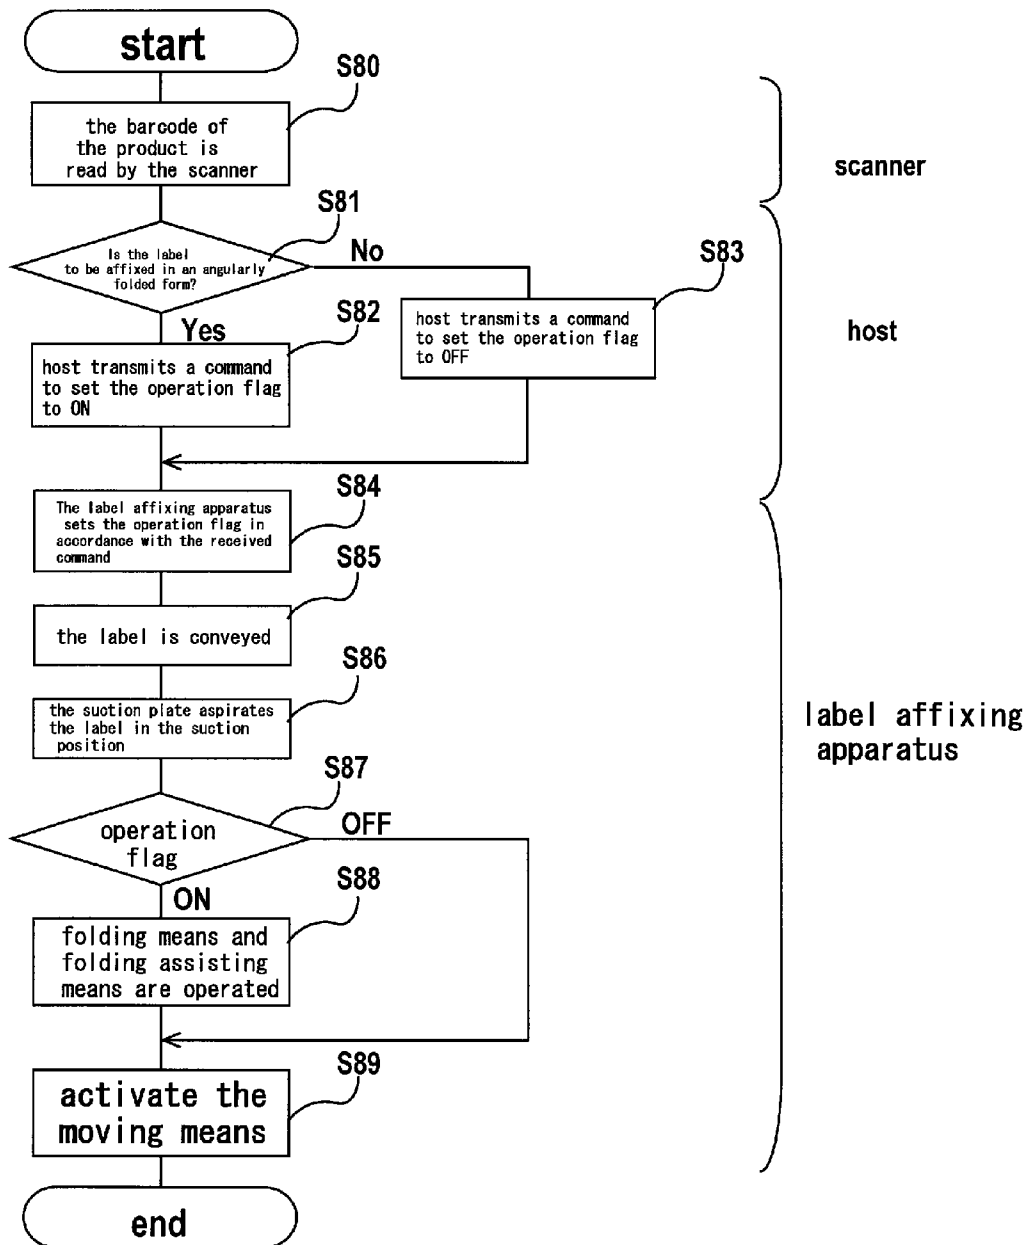 start
S80
the barcode of
the product is
read by the scanner
scanner
S81
Is the label
to be affixed in an angularly
folded form?
No
Yes
S83
host transmits a command
to set the operation flag
to OFF
host
S82
host transmits a command
to set the operation flag
to ON
S84
The label affixing apparatus
sets the operation flag in
accordance with the received
command
S85
the label is conveyed
S86
the suction plate aspirates
the label in the suction
position
label affixing
apparatus
S87
operation
flag
OFF
ON
S88
folding means and
folding assisting
means are operated
S89
activate the
moving means
end